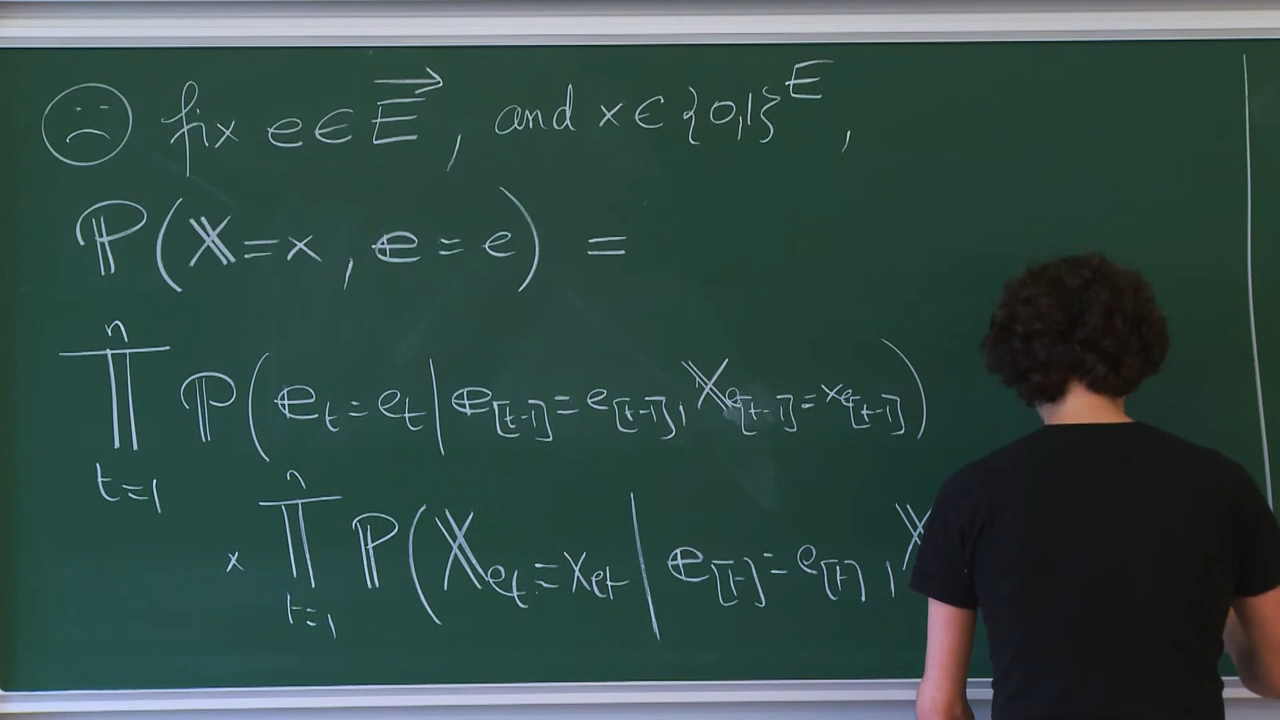 fix e ∈ E⃗, and x ∈ {0,1}^E,
ℙ(𝕏=x, 𝕖=e) =
∏_{t=1}^{n} ℙ(𝕖_t=e_t | 𝕖_{[t-1]}=e_{[t-1]}, 𝕏_{e_{[t-1]}}=x_{e_{[t-1]}})
× ∏_{t=1}^{n} ℙ(𝕏_{e_t}=x_{e_t} | 𝕖_{[t]}=e_{[t]}, 𝕏